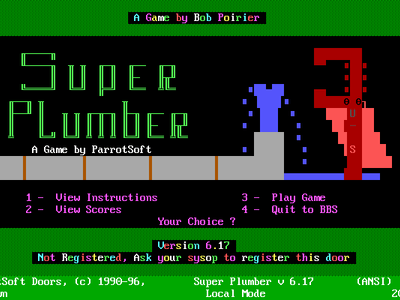 A Game by Bob Poirier
Super
Plumber
A Game by ParrotSoft
U
S
1 - View Instructions
3 - Play Game
2 - View Scores
4 - Quit to BBS
Your Choice ?
Version 6.17
Not Registered, Ask your sysop to register this door
tSoft Doors, (c) 1990-96,
Super Plumber v 6.17
(ANSI)
wn
Local Mode
20